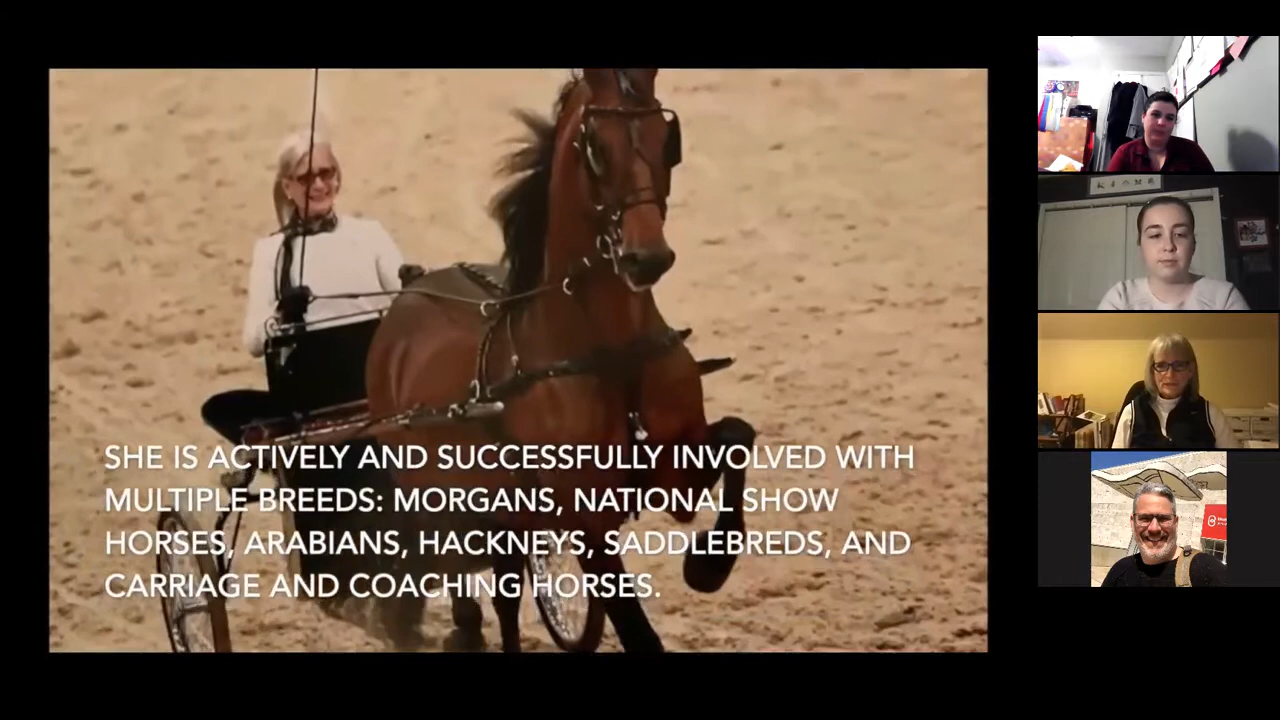 SHE IS ACTIVELY AND SUCCESSFULLY INVOLVED WITH
MULTIPLE BREEDS: MORGANS, NATIONAL SHOW
HORSES, ARABIANS, HACKNEYS, SADDLEBREDS, AND
CARRIAGE AND COACHING HORSES.